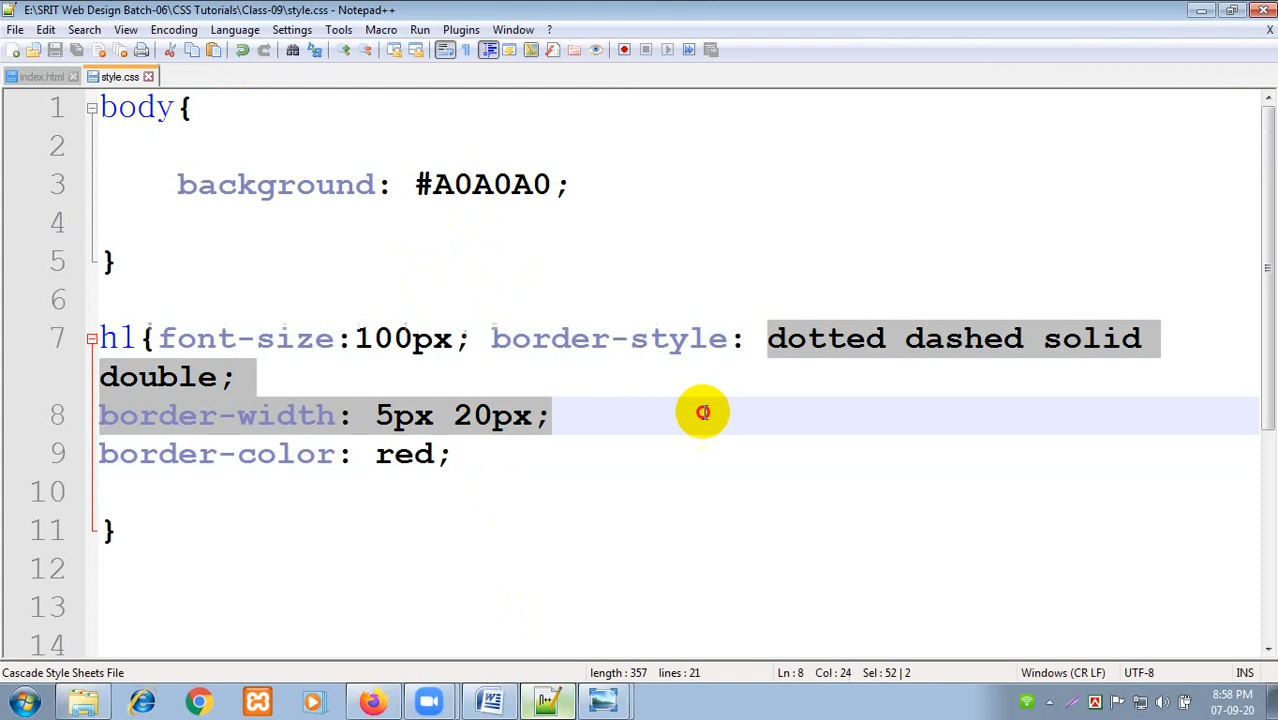 E:\SRIT Web Design Batch-06\CSS Tutorials\Class-09\style.css - Notepad++
File Edit Search View Encoding Language Settings Tools Macro Run Plugins Window ? X
index.html style.css
1 body{
2
3 background: #A0A0A0;
4
5 }
6
7 h1{font-size:100px; border-style: dotted dashed solid
double;
8 border-width: 5px 20px;
9 border-color: red;
10
11 }
12
13
14
Cascade Style Sheets File length : 357 lines : 21 Ln : 8 Col : 24 Sel : 52 | 2 Windows (CR LF) UTF-8 INS
8:58 PM
07-09-20